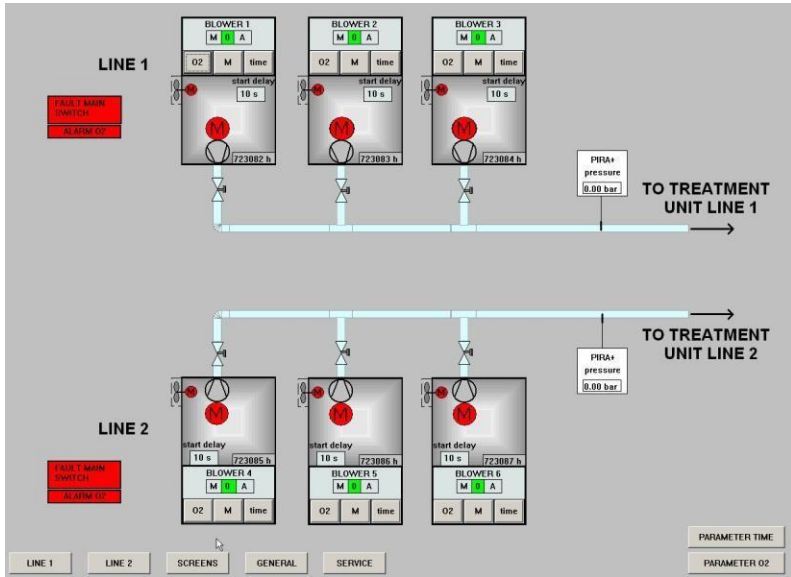 BLOWER 1
M 0 A
O2 M time
start delay
10 s
M
M
723082 h
BLOWER 2
M 0 A
O2 M time
start delay
10 s
M
M
723083 h
BLOWER 3
M 0 A
O2 M time
start delay
10 s
M
M
723084 h
LINE 1
FAULT MAIN
SWITCH
ALARM O2
PIRA+
pressure
0.00 bar
TO TREATMENT
UNIT LINE 1
TO TREATMENT
UNIT LINE 2
PIRA+
pressure
0.00 bar
LINE 2
FAULT MAIN
SWITCH
ALARM O2
M
M
start delay
10 s
723085 h
BLOWER 4
M 0 A
O2 M time
M
M
start delay
10 s
723086 h
BLOWER 5
M 0 A
O2 M time
M
M
start delay
10 s
723087 h
BLOWER 6
M 0 A
O2 M time
PARAMETER TIME
LINE 1 LINE 2 SCREENS GENERAL SERVICE PARAMETER O2